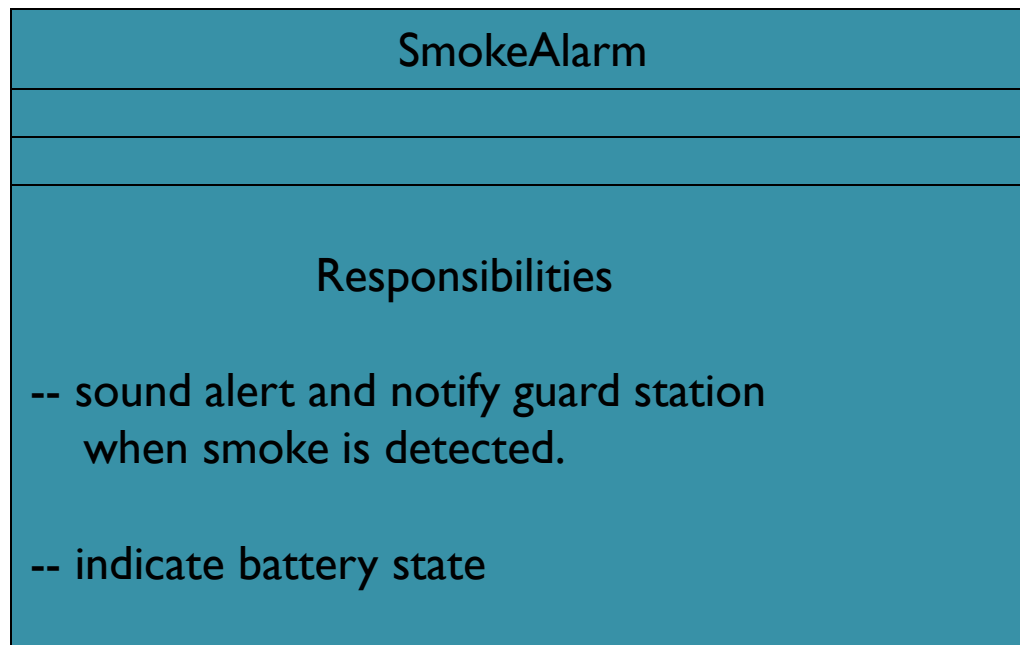 SmokeAlarm
Responsibilities
-- sound alert and notify guard station
when smoke is detected.
-- indicate battery state